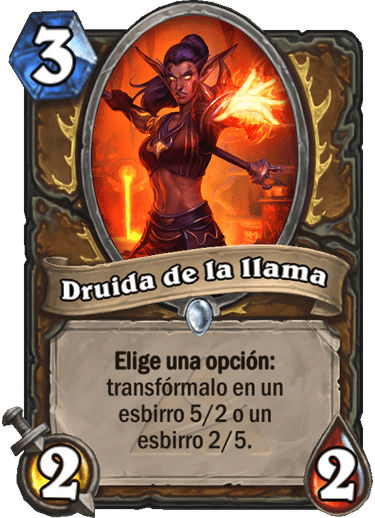 3
Druida de la llama
Elige una opción:
transfórmalo en un
esbirro 5/2 o un
esbirro 2/5.
2 2